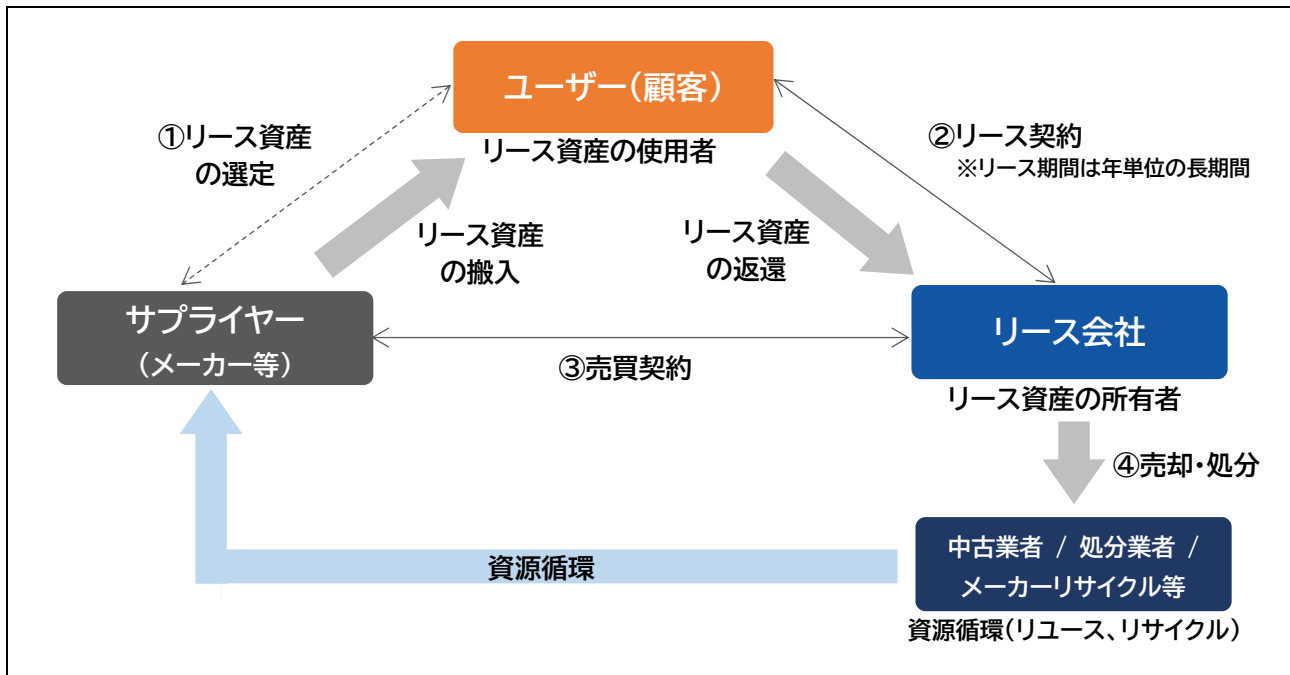 ユーザー(顧客)
リース資産の使用者
①リース資産
の選定
②リース契約
※リース期間は年単位の長期間
リース資産
の搬入
リース資産
の返還
サプライヤー
(メーカー等)
③売買契約
リース会社
リース資産の所有者
④売却・処分
中古業者 / 処分業者 /
メーカーリサイクル等
資源循環
資源循環(リユース、リサイクル)